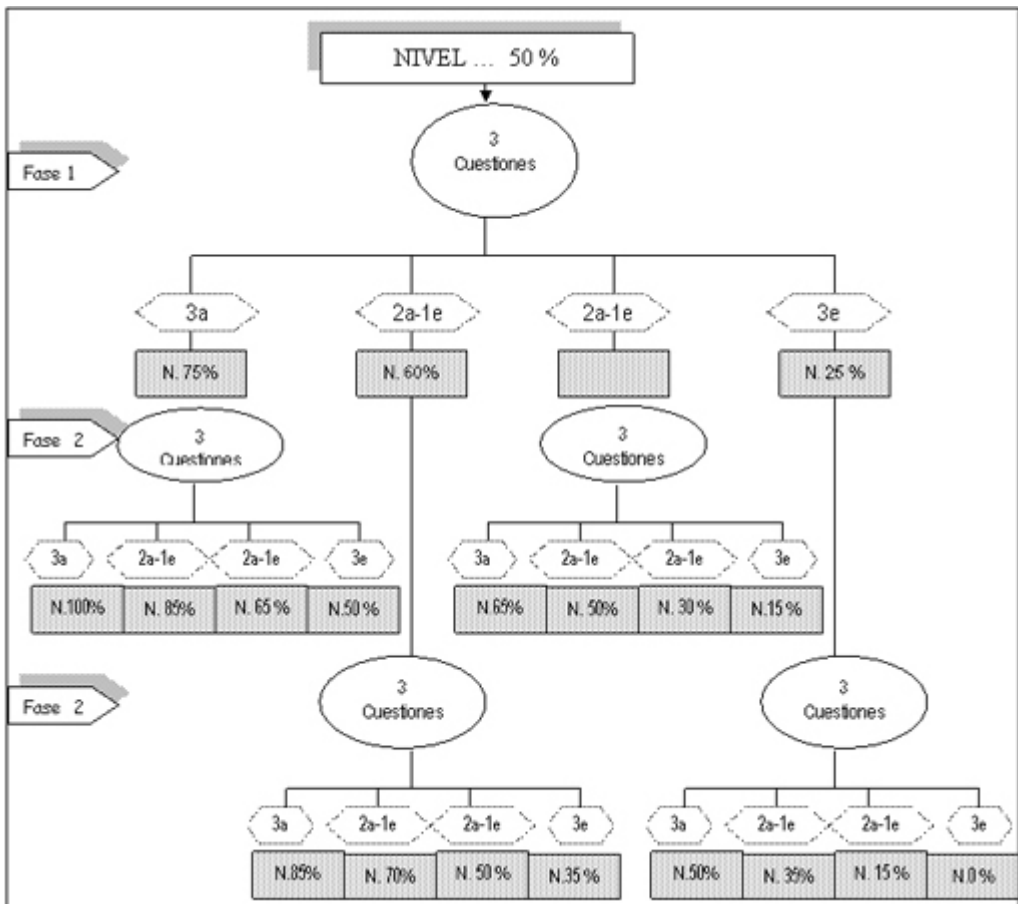 NIVEL ... 50 %
3
Cuestiones
Fase 1
3a
2a-1e
2a-1e
3e
N. 75%
N. 60%
N. 25 %
Fase 2
3
Cuestiones
3
Cuestiones
3a
2a-1e
2a-1e
3e
3a
2a-1e
2a-1e
3e
N.100%
N. 85%
N. 65 %
N.50 %
N.65%
N. 50%
N. 30 %
N.15 %
Fase 2
3
Cuestiones
3
Cuestiones
3a
2a-1e
2a-1e
3e
3a
2a-1e
2a-1e
3e
N.85%
N. 70%
N. 50 %
N.35 %
N.50%
N. 35%
N. 15 %
N.0 %